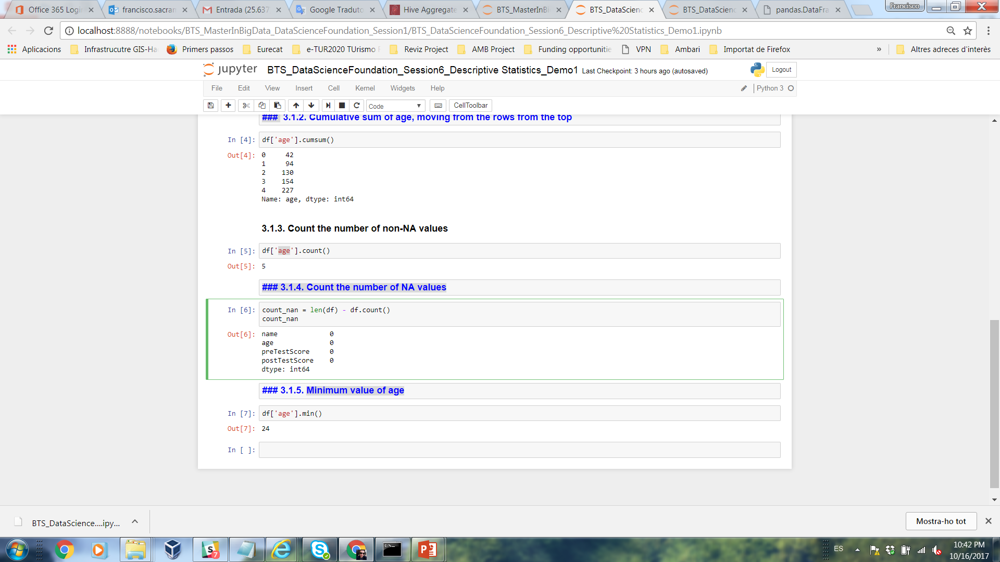 Office 365 Logi
francisco.sacram
Entrada (25.637
Google Traduto
Hive Aggregate
BTS_MasterInBi
BTS_DataScienc
BTS_DataScienc
pandas.DataFra
Francisco
localhost:8888/notebooks/BTS_MasterInBigData_DataScienceFoundation_Session1/BTS_DataScienceFoundation_Session6_Descriptive%20Statistics_Demo1.ipynb
Aplicacions
Infrastrucutre GIS-Ha
Primers passos
Eurecat
e-TUR2020 TUrismo
Reviz Project
AMB Project
Funding opportunitie
VPN
Ambari
Importat de Firefox
»
Altres adreces d'interès
jupyter BTS_DataScienceFoundation_Session6_Descriptive Statistics_Demo1 Last Checkpoint: 3 hours ago (autosaved)
Logout
File Edit View Insert Cell Kernel Widgets Help
Python 3
Code
CellToolbar
### 3.1.2. Cumulative sum of age, moving from the rows from the top
In [4]: df['age'].cumsum()
Out[4]: 0 42
1 94
2 130
3 154
4 227
Name: age, dtype: int64
3.1.3. Count the number of non-NA values
In [5]: df['age'].count()
Out[5]: 5
### 3.1.4. Count the number of NA values
In [6]: count_nan = len(df) - df.count()
count_nan
Out[6]: name 0
age 0
preTestScore 0
postTestScore 0
dtype: int64
### 3.1.5. Minimum value of age
In [7]: df['age'].min()
Out[7]: 24
In [ ]:
BTS_DataScience....ipy...
Mostra-ho tot
ES
10:42 PM
10/16/2017